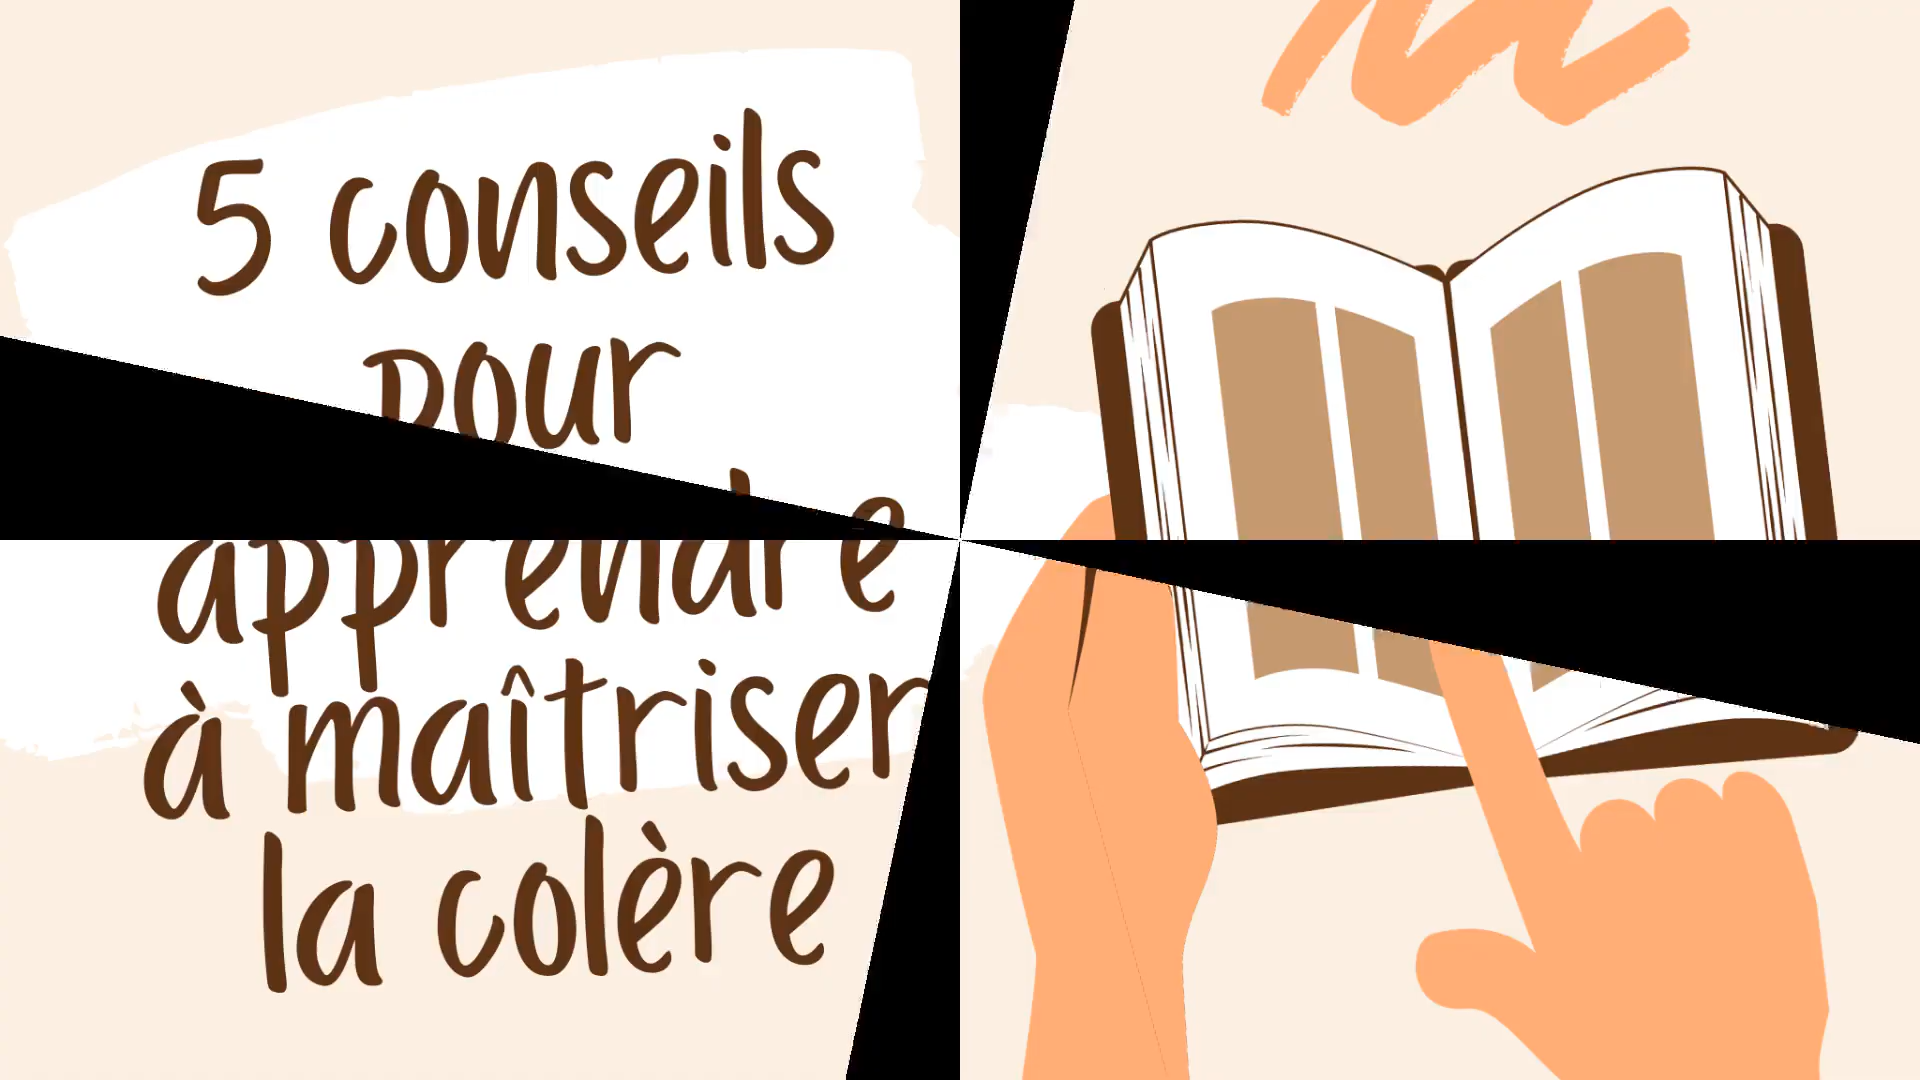 5 conseils
pour
apprendre
à maîtriser
la colère